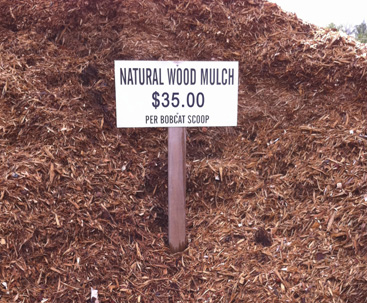 NATURAL WOOD MULCH
$35.00
PER BOBCAT SCOOP